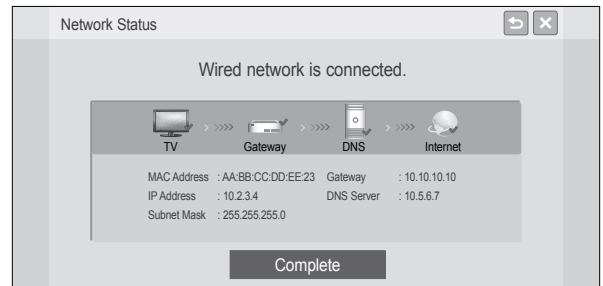 Network Status
Wired network is connected.
TV
Gateway
DNS
Internet
MAC Address : AA:BB:CC:DD:EE:23
IP Address : 10.2.3.4
Subnet Mask : 255.255.255.0
Gateway : 10.10.10.10
DNS Server : 10.5.6.7
Complete